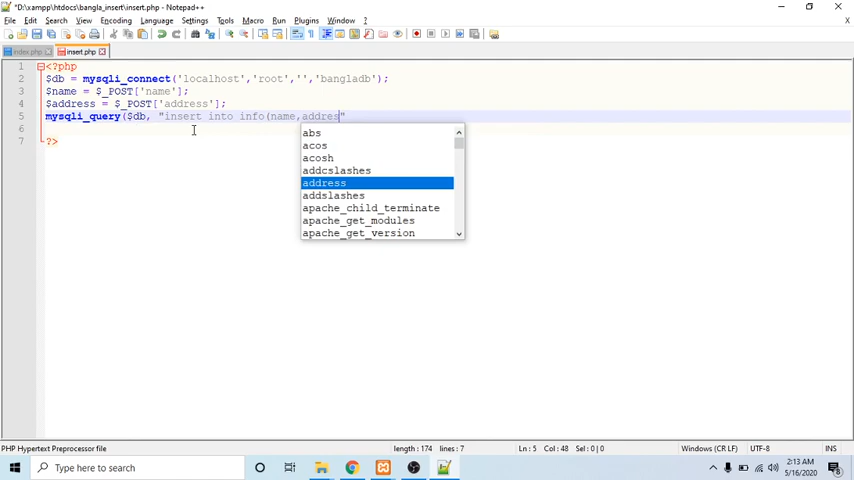 *D:\xampp\htdocs\bangla_insert\insert.php - Notepad++
File Edit Search View Encoding Language Settings Tools Macro Run Plugins Window ? X
index.php insert.php
1 <?php
2 $db = mysqli_connect('localhost','root','','bangladb');
3 $name = $_POST['name'];
4 $address = $_POST['address'];
5 mysqli_query($db, "insert into info(name,addres"
6
7 ?>
abs
acos
acosh
addcslashes
address
addslashes
apache_child_terminate
apache_get_modules
apache_get_version
PHP Hypertext Preprocessor file length : 174 lines : 7 Ln : 5 Col : 48 Sel : 0 | 0 Windows (CR LF) UTF-8 INS
Type here to search 2:13 AM
5/16/2020 8